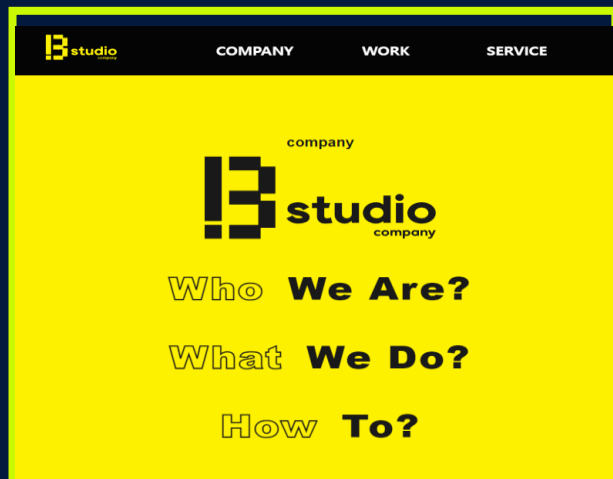 B studio company COMPANY WORK SERVICE
company
B studio
company
Who We Are?
What We Do?
How To?